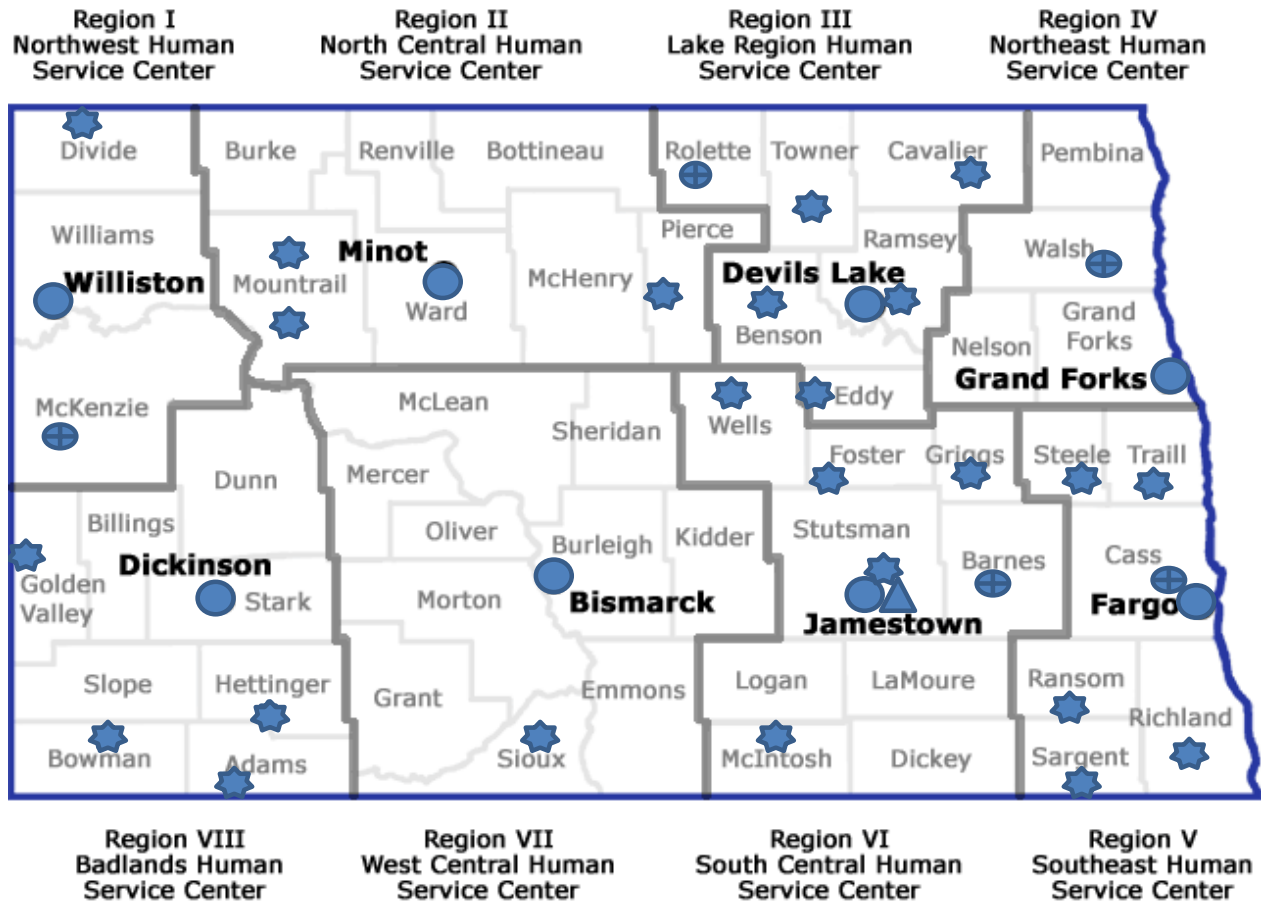 Region I
Northwest Human
Service Center
Region II
North Central Human
Service Center
Region III
Lake Region Human
Service Center
Region IV
Northeast Human
Service Center
Divide
Burke
Renville
Bottineau
Rolette
Towner
Cavalier
Pembina
Williams
Williston
Mountrail
Minot
Ward
McHenry
Pierce
Ramsey
Devils Lake
Benson
Walsh
Nelson
Grand
Forks
Grand Forks
McKenzie
McLean
Sheridan
Wells
Eddy
Dunn
Mercer
Foster
Griggs
Steele
Traill
Billings
Oliver
Burleigh
Kidder
Stutsman
Barnes
Cass
Golden
Valley
Dickinson
Stark
Morton
Bismarck
Jamestown
Fargo
Slope
Hettinger
Grant
Emmons
Logan
LaMoure
Ransom
Richland
Bowman
Adams
Sioux
McIntosh
Dickey
Sargent
Region VIII
Badlands Human
Service Center
Region VII
West Central Human
Service Center
Region VI
South Central Human
Service Center
Region V
Southeast Human
Service Center